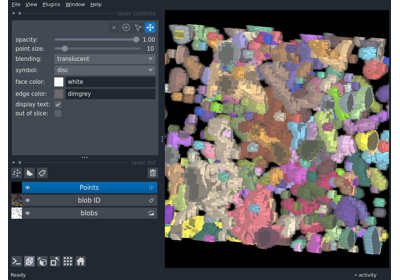 File View Plugins Window Help
layer controls
opacity: 1.00
point size: 10
blending: translucent
symbol: disc
face color: white
edge color: dimgrey
display text:
out of slice:
layer list
Points
blob ID
blobs
Ready
activity